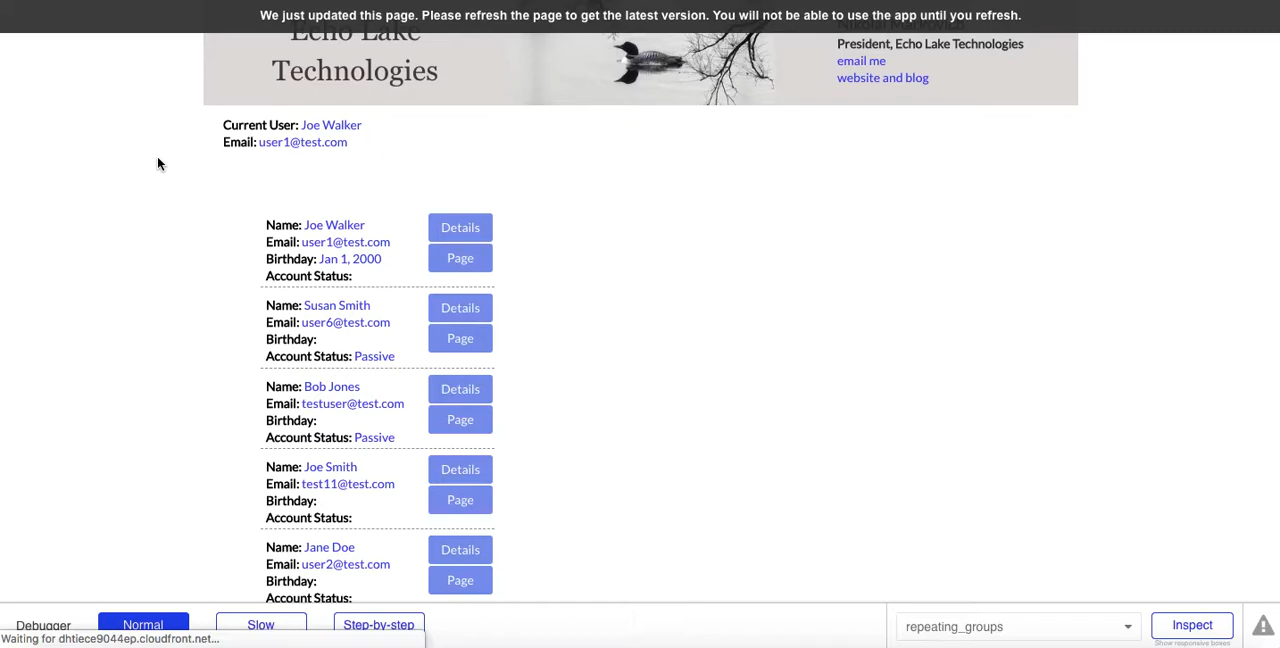 We just updated this page. Please refresh the page to get the latest version. You will not be able to use the app until you refresh.
Echo Lake
Technologies
President, Echo Lake Technologies
email me
website and blog
Current User: Joe Walker
Email: user1@test.com
Name: Joe Walker
Email: user1@test.com
Birthday: Jan 1, 2000
Account Status:
Details
Page
Name: Susan Smith
Email: user6@test.com
Birthday:
Account Status: Passive
Details
Page
Name: Bob Jones
Email: testuser@test.com
Birthday:
Account Status: Passive
Details
Page
Name: Joe Smith
Email: test11@test.com
Birthday:
Account Status:
Details
Page
Name: Jane Doe
Email: user2@test.com
Birthday:
Account Status:
Details
Page
Debugger Normal Slow Step-by-step repeating_groups Inspect
Show responsive boxes
Waiting for dhtiece9044ep.cloudfront.net...